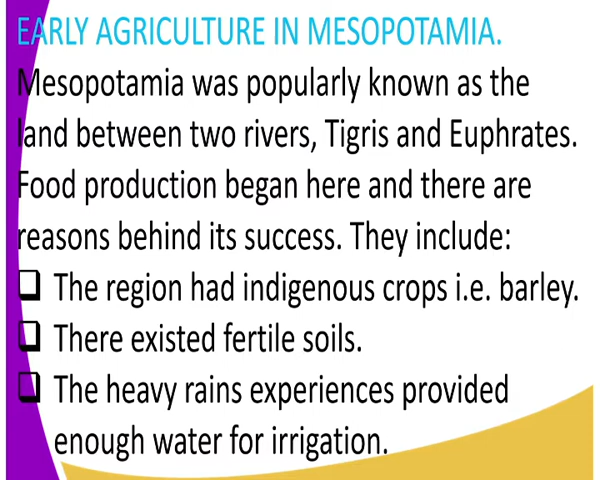 EARLY AGRICULTURE IN MESOPOTAMIA.
Mesopotamia was popularly known as the
land between two rivers, Tigris and Euphrates.
Food production began here and there are
reasons behind its success. They include:
❑ The region had indigenous crops i.e. barley.
❑ There existed fertile soils.
❑ The heavy rains experiences provided
enough water for irrigation.